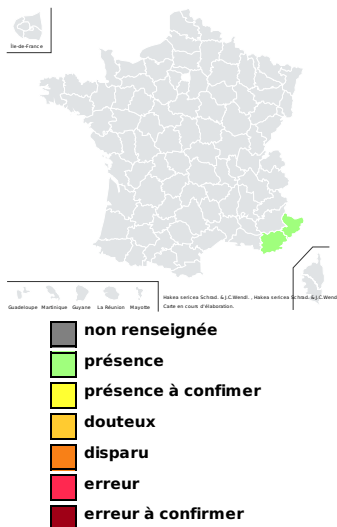 Île-de-France
Guadeloupe Martinique Guyane La Réunion Mayotte
Hakea sericea Schrad. & J.C.Wendl. , Hakea sericea Schrad. & J.C.Wend
Carte en cours d'élaboration.
non renseignée
présence
présence à confimer
douteux
disparu
erreur
erreur à confirmer